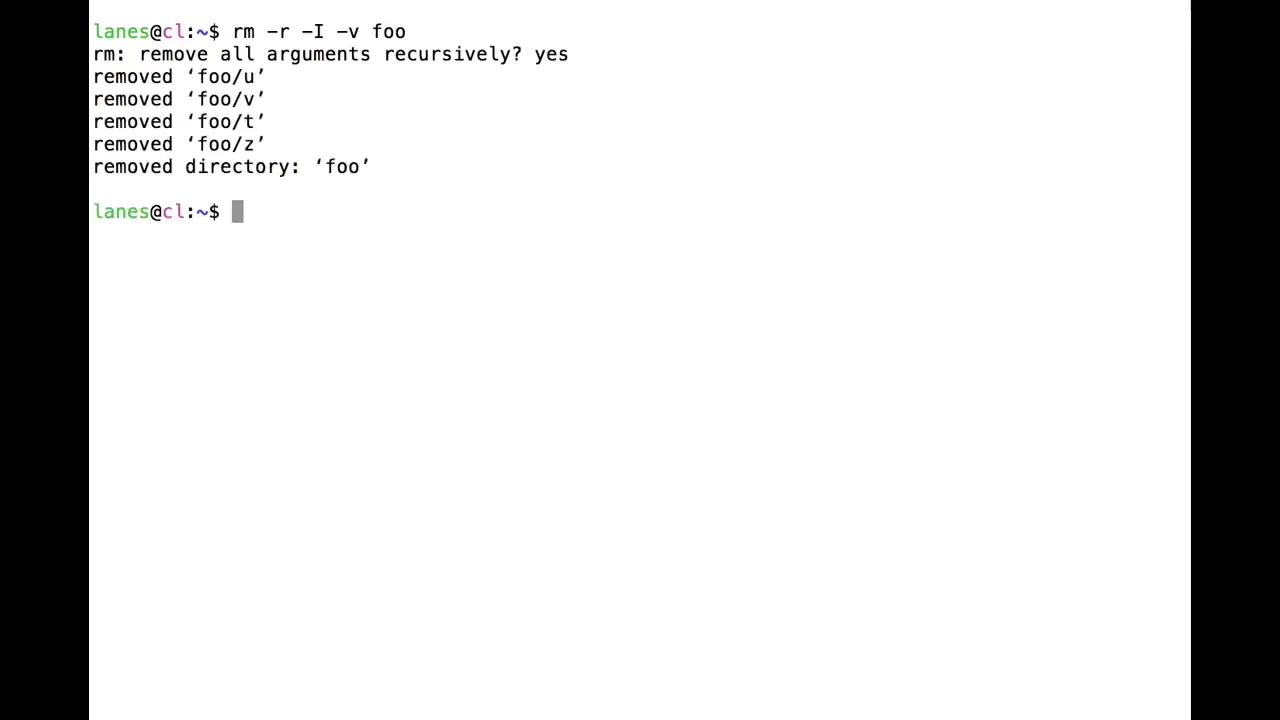 lanes@cl:~$ rm -r -I -v foo
rm: remove all arguments recursively? yes
removed ‘foo/u’
removed ‘foo/v’
removed ‘foo/t’
removed ‘foo/z’
removed directory: ‘foo’
lanes@cl:~$